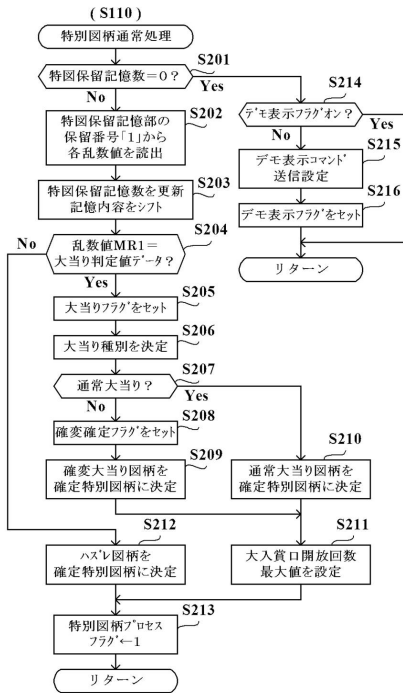 (S110)
特別図柄通常処理
S201
特図保留記憶数=0?
Yes
No
S202
特図保留記憶部の
保留番号「1」から
各乱数値を読出
S203
特図保留記憶数を更新
記憶内容をシフト
S204
No
乱数値MR1=
大当り判定値データ?
Yes
S205
大当りフラグをセット
S206
大当り種別を決定
S207
通常大当り?
Yes
No
S208
確変確定フラグをセット
S209
確変大当り図柄を
確定特別図柄に決定
S210
通常大当り図柄を
確定特別図柄に決定
S211
大入賞口開放回数
最大値を設定
S212
ハズレ図柄を
確定特別図柄に決定
S213
特別図柄プロセス
フラグ←1
リターン
S214
デモ表示フラグオン?
Yes
No
S215
デモ表示コマンド
送信設定
S216
デモ表示フラグをセット
リターン